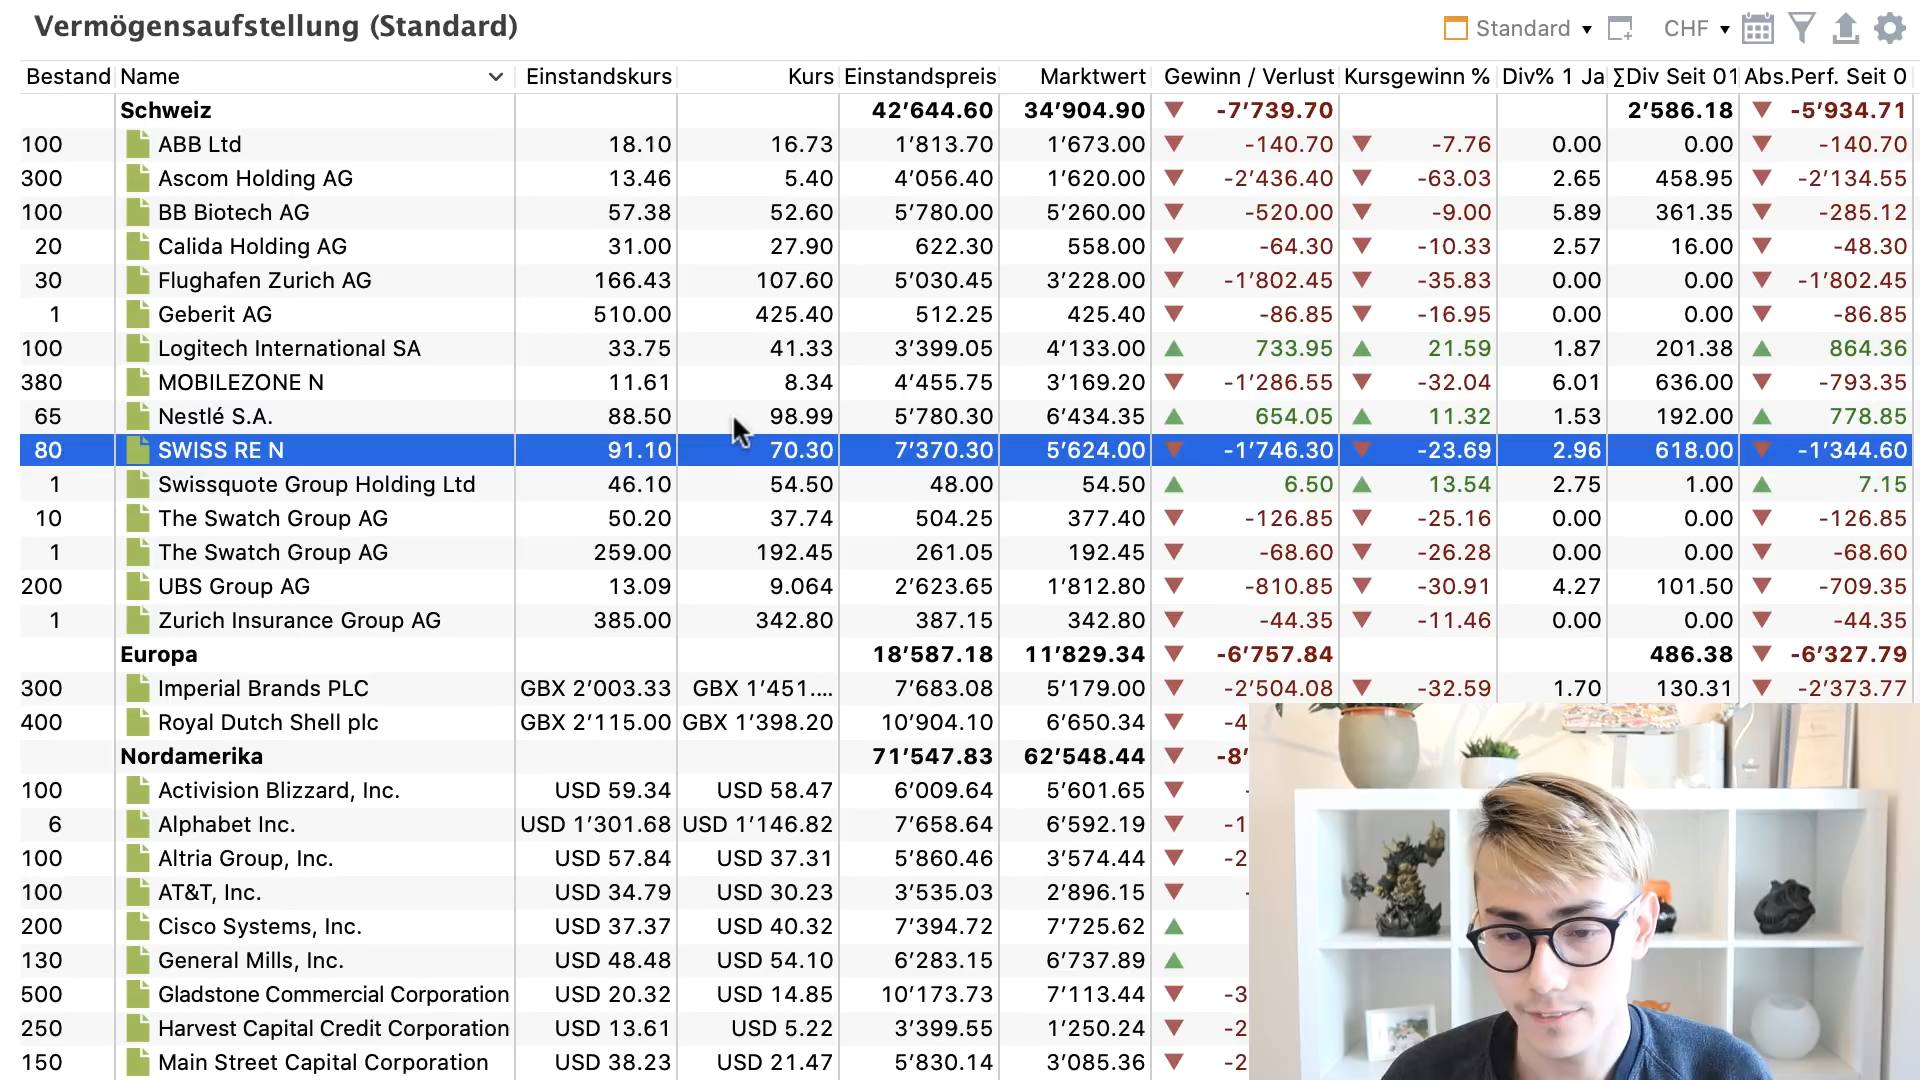 Vermögensaufstellung (Standard)
Standard CHF
Bestand Name Einstandskurs Kurs Einstandspreis Marktwert Gewinn / Verlust Kursgewinn % Div% 1 Ja ∑Div Seit 01 Abs.Perf. Seit 0
Schweiz 42’644.60 34’904.90 -7’739.70 2’586.18 -5’934.71
100 ABB Ltd 18.10 16.73 1’813.70 1’673.00 -140.70 -7.76 0.00 0.00 -140.70
300 Ascom Holding AG 13.46 5.40 4’056.40 1’620.00 -2’436.40 -63.03 2.65 458.95 -2’134.55
100 BB Biotech AG 57.38 52.60 5’780.00 5’260.00 -520.00 -9.00 5.89 361.35 -285.12
20 Calida Holding AG 31.00 27.90 622.30 558.00 -64.30 -10.33 2.57 16.00 -48.30
30 Flughafen Zurich AG 166.43 107.60 5’030.45 3’228.00 -1’802.45 -35.83 0.00 0.00 -1’802.45
1 Geberit AG 510.00 425.40 512.25 425.40 -86.85 -16.95 0.00 0.00 -86.85
100 Logitech International SA 33.75 41.33 3’399.05 4’133.00 733.95 21.59 1.87 201.38 864.36
380 MOBILEZONE N 11.61 8.34 4’455.75 3’169.20 -1’286.55 -32.04 6.01 636.00 -793.35
65 Nestlé S.A. 88.50 98.99 5’780.30 6’434.35 654.05 11.32 1.53 192.00 778.85
80 SWISS RE N 91.10 70.30 7’370.30 5’624.00 -1’746.30 -23.69 2.96 618.00 -1’344.60
1 Swissquote Group Holding Ltd 46.10 54.50 48.00 54.50 6.50 13.54 2.75 1.00 7.15
10 The Swatch Group AG 50.20 37.74 504.25 377.40 -126.85 -25.16 0.00 0.00 -126.85
1 The Swatch Group AG 259.00 192.45 261.05 192.45 -68.60 -26.28 0.00 0.00 -68.60
200 UBS Group AG 13.09 9.064 2’623.65 1’812.80 -810.85 -30.91 4.27 101.50 -709.35
1 Zurich Insurance Group AG 385.00 342.80 387.15 342.80 -44.35 -11.46 0.00 0.00 -44.35
Europa 18’587.18 11’829.34 -6’757.84 486.38 -6’327.79
300 Imperial Brands PLC GBX 2’003.33 GBX 1’451.... 7’683.08 5’179.00 -2’504.08 -32.59 1.70 130.31 -2’373.77
400 Royal Dutch Shell plc GBX 2’115.00 GBX 1’398.20 10’904.10 6’650.34 -4
Nordamerika 71’547.83 62’548.44 -8’
100 Activision Blizzard, Inc. USD 59.34 USD 58.47 6’009.64 5’601.65 -
6 Alphabet Inc. USD 1’301.68 USD 1’146.82 7’658.64 6’592.19 -1
100 Altria Group, Inc. USD 57.84 USD 37.31 5’860.46 3’574.44 -2
100 AT&T, Inc. USD 34.79 USD 30.23 3’535.03 2’896.15 -
200 Cisco Systems, Inc. USD 37.37 USD 40.32 7’394.72 7’725.62
130 General Mills, Inc. USD 48.48 USD 54.10 6’283.15 6’737.89
500 Gladstone Commercial Corporation USD 20.32 USD 14.85 10’173.73 7’113.44 -3
250 Harvest Capital Credit Corporation USD 13.61 USD 5.22 3’399.55 1’250.24 -2
150 Main Street Capital Corporation USD 38.23 USD 21.47 5’830.14 3’085.36 -2